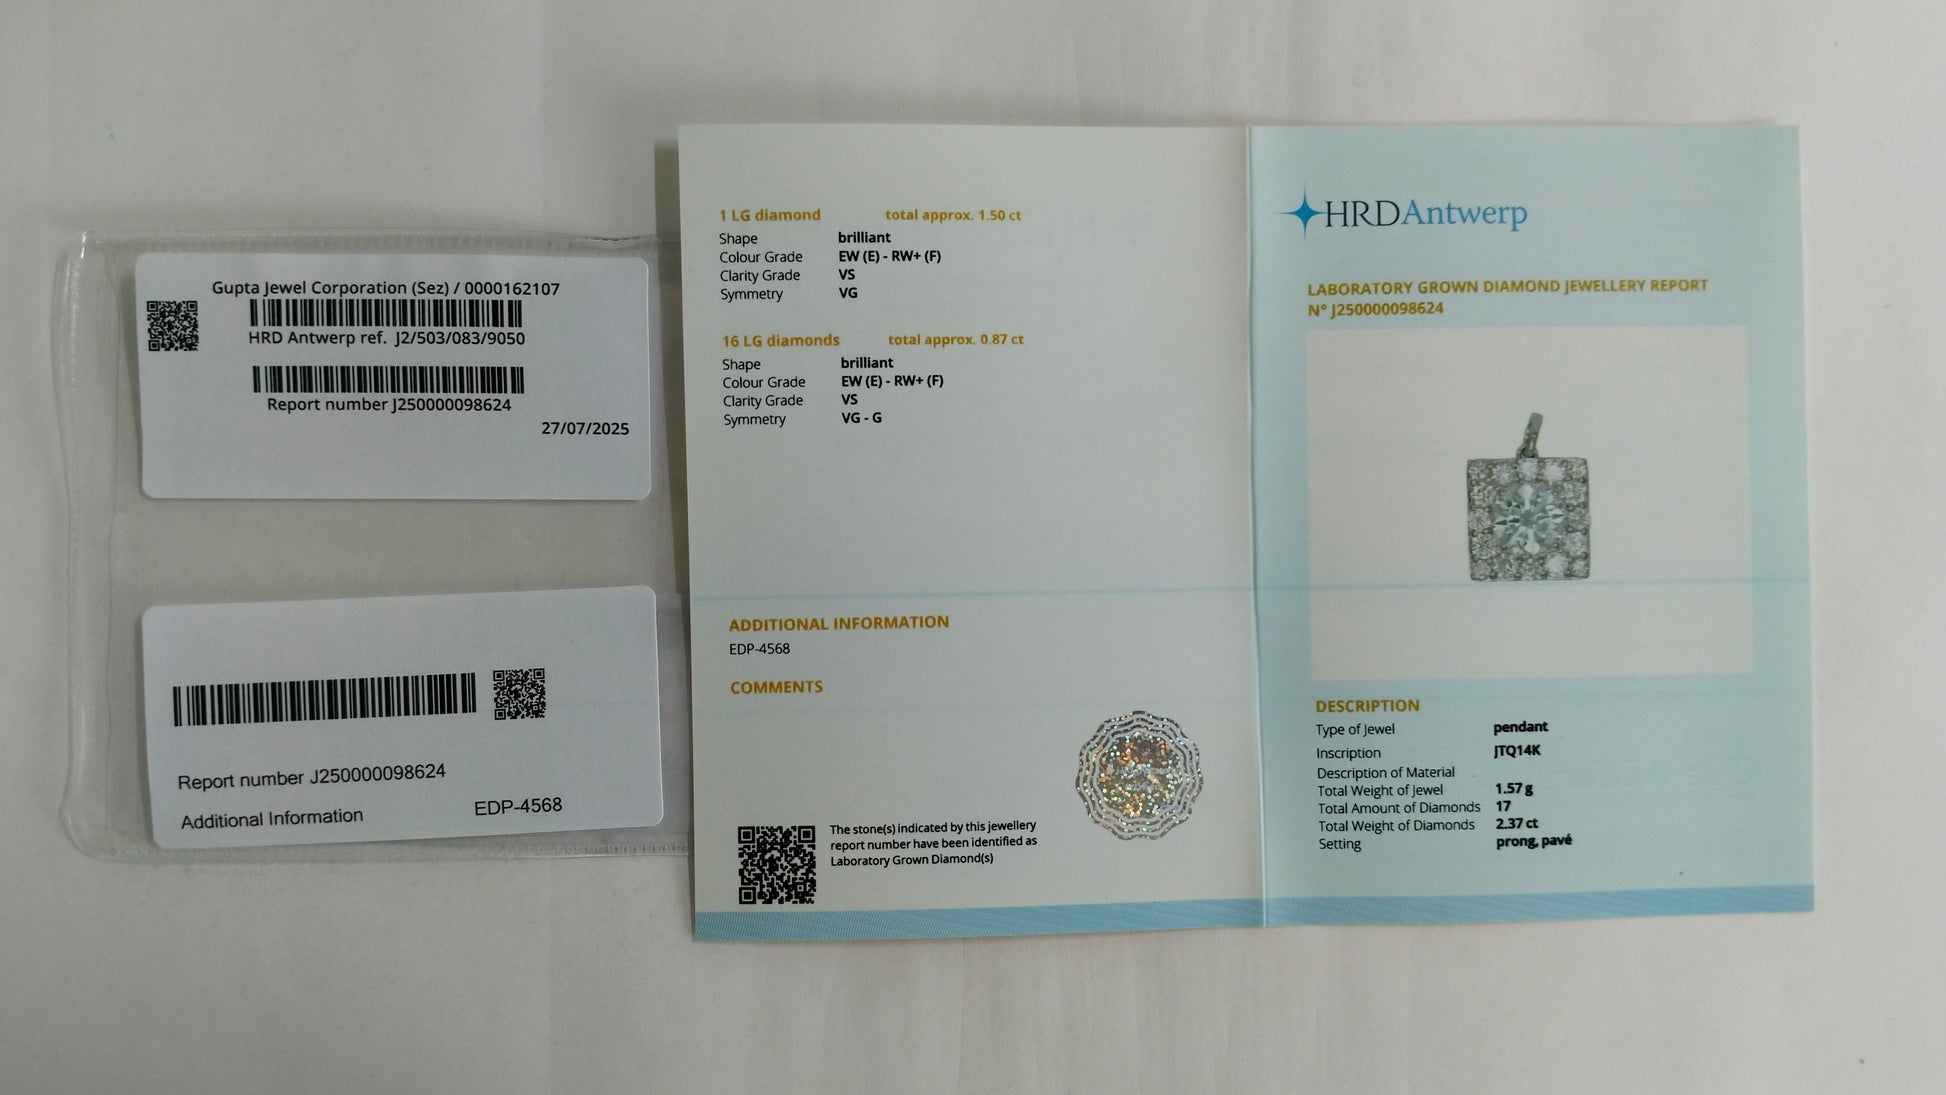 Gupta Jewel Corporation (Sez) / 0000162107
HRD Antwerp ref. J2/503/083/9050
Report number J250000098624
27/07/2025
Report number J250000098624
Additional Information EDP-4568
1 LG diamond total approx. 1.50 ct
Shape brilliant
Colour Grade EW (E) - RW+ (F)
Clarity Grade VS
Symmetry VG
16 LG diamonds total approx. 0.87 ct
Shape brilliant
Colour Grade EW (E) - RW+ (F)
Clarity Grade VS
Symmetry VG - G
ADDITIONAL INFORMATION
EDP-4568
COMMENTS
The stone(s) indicated by this jewellery
report number have been identified as
Laboratory Grown Diamond(s)
HRDAntwerp
LABORATORY GROWN DIAMOND JEWELLERY REPORT
N° J250000098624
DESCRIPTION
Type of Jewel pendant
Inscription JTQ14K
Description of Material
Total Weight of Jewel 1.57 g
Total Amount of Diamonds 17
Total Weight of Diamonds 2.37 ct
Setting prong, pavé